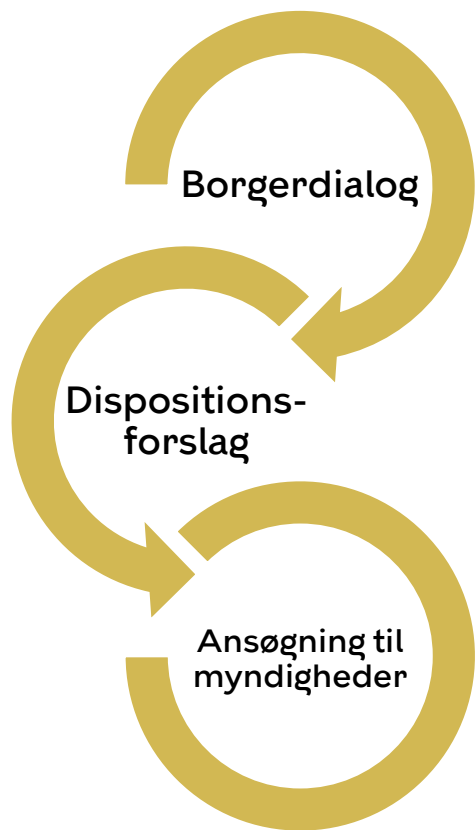 Borgerdialog
Dispositions-
forslag
Ansøgning til
myndigheder